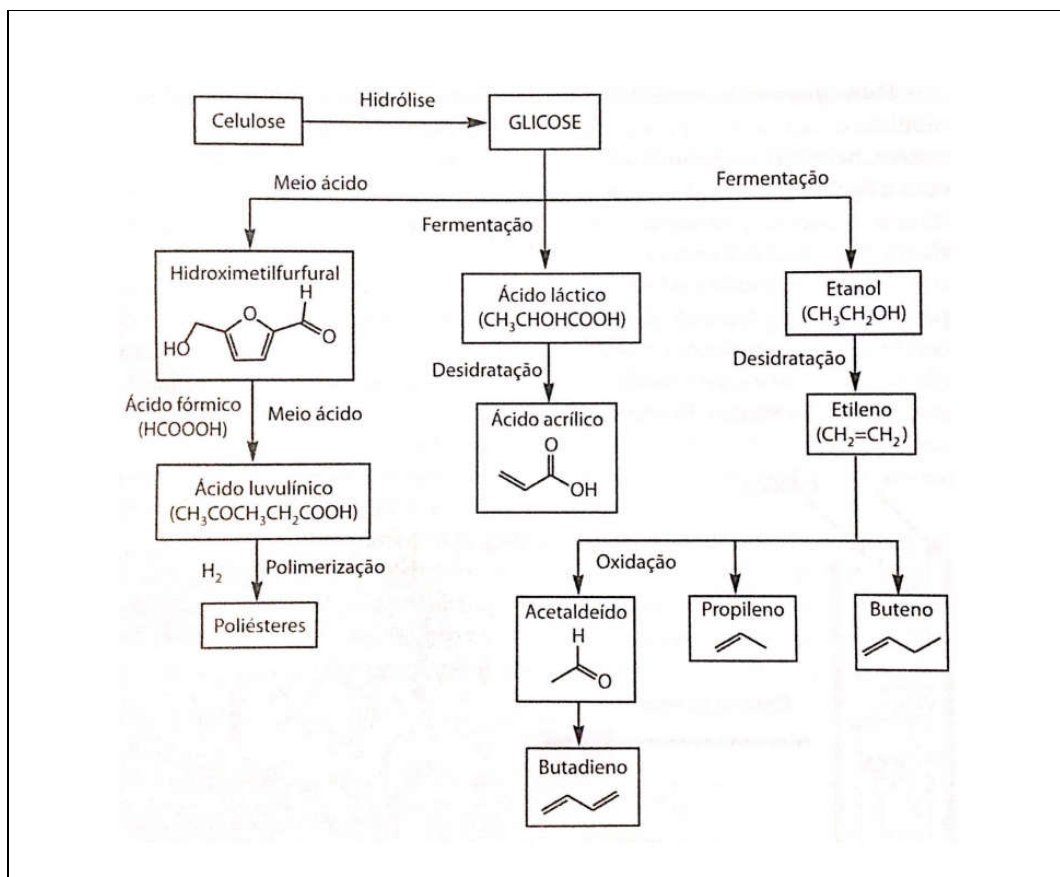 Hidrólise
Celulose
GLICOSE
Meio ácido
Fermentação
Fermentação
Hidroximetilfurfural
H
O
O
HO
Ácido láctico
(CH₃CHOHCOOH)
Etanol
(CH₃CH₂OH)
Desidratação
Desidratação
Ácido fórmico
(HCOOOH)
Meio ácido
Ácido acrílico
O
OH
Etileno
(CH₂=CH₂)
Ácido luvulínico
(CH₃COCH₃CH₂COOH)
H₂
Polimerização
Poliésteres
Oxidação
Acetaldeído
H
O
Propileno
Buteno
Butadieno